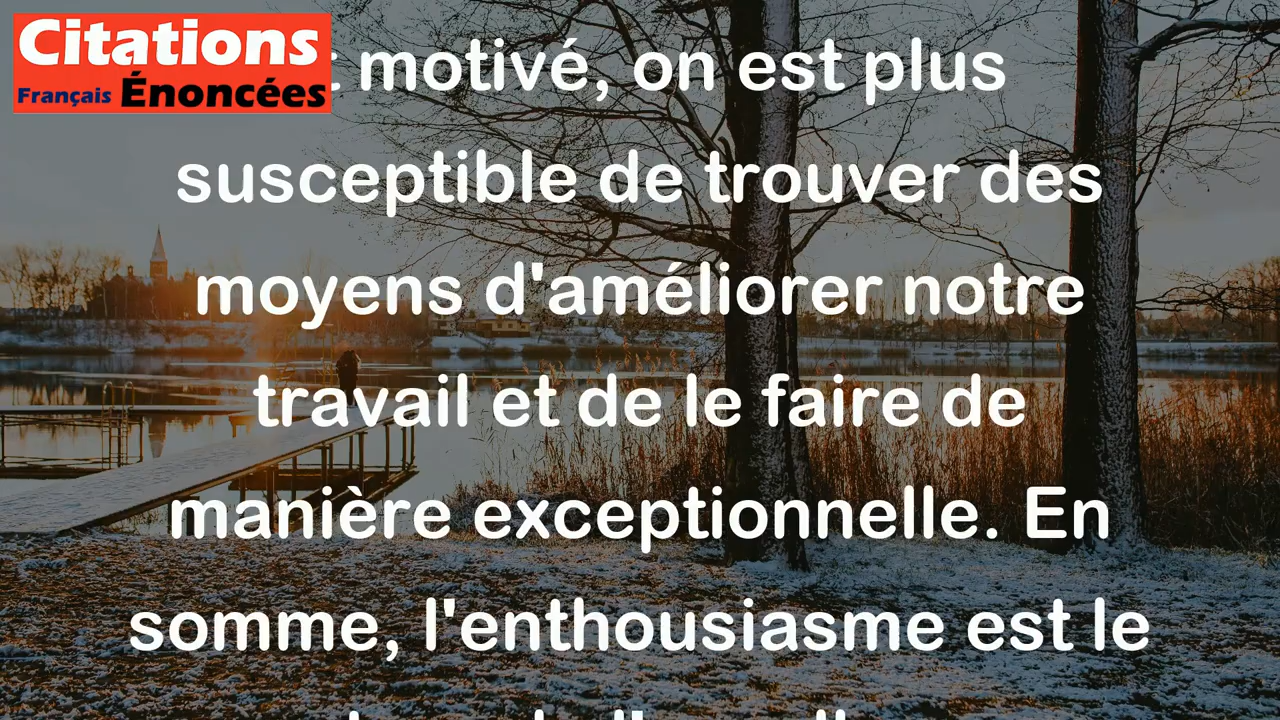 Citations
Français Énoncées
motivé, on est plus
susceptible de trouver des
moyens d'améliorer notre
travail et de le faire de
manière exceptionnelle. En
somme, l'enthousiasme est le